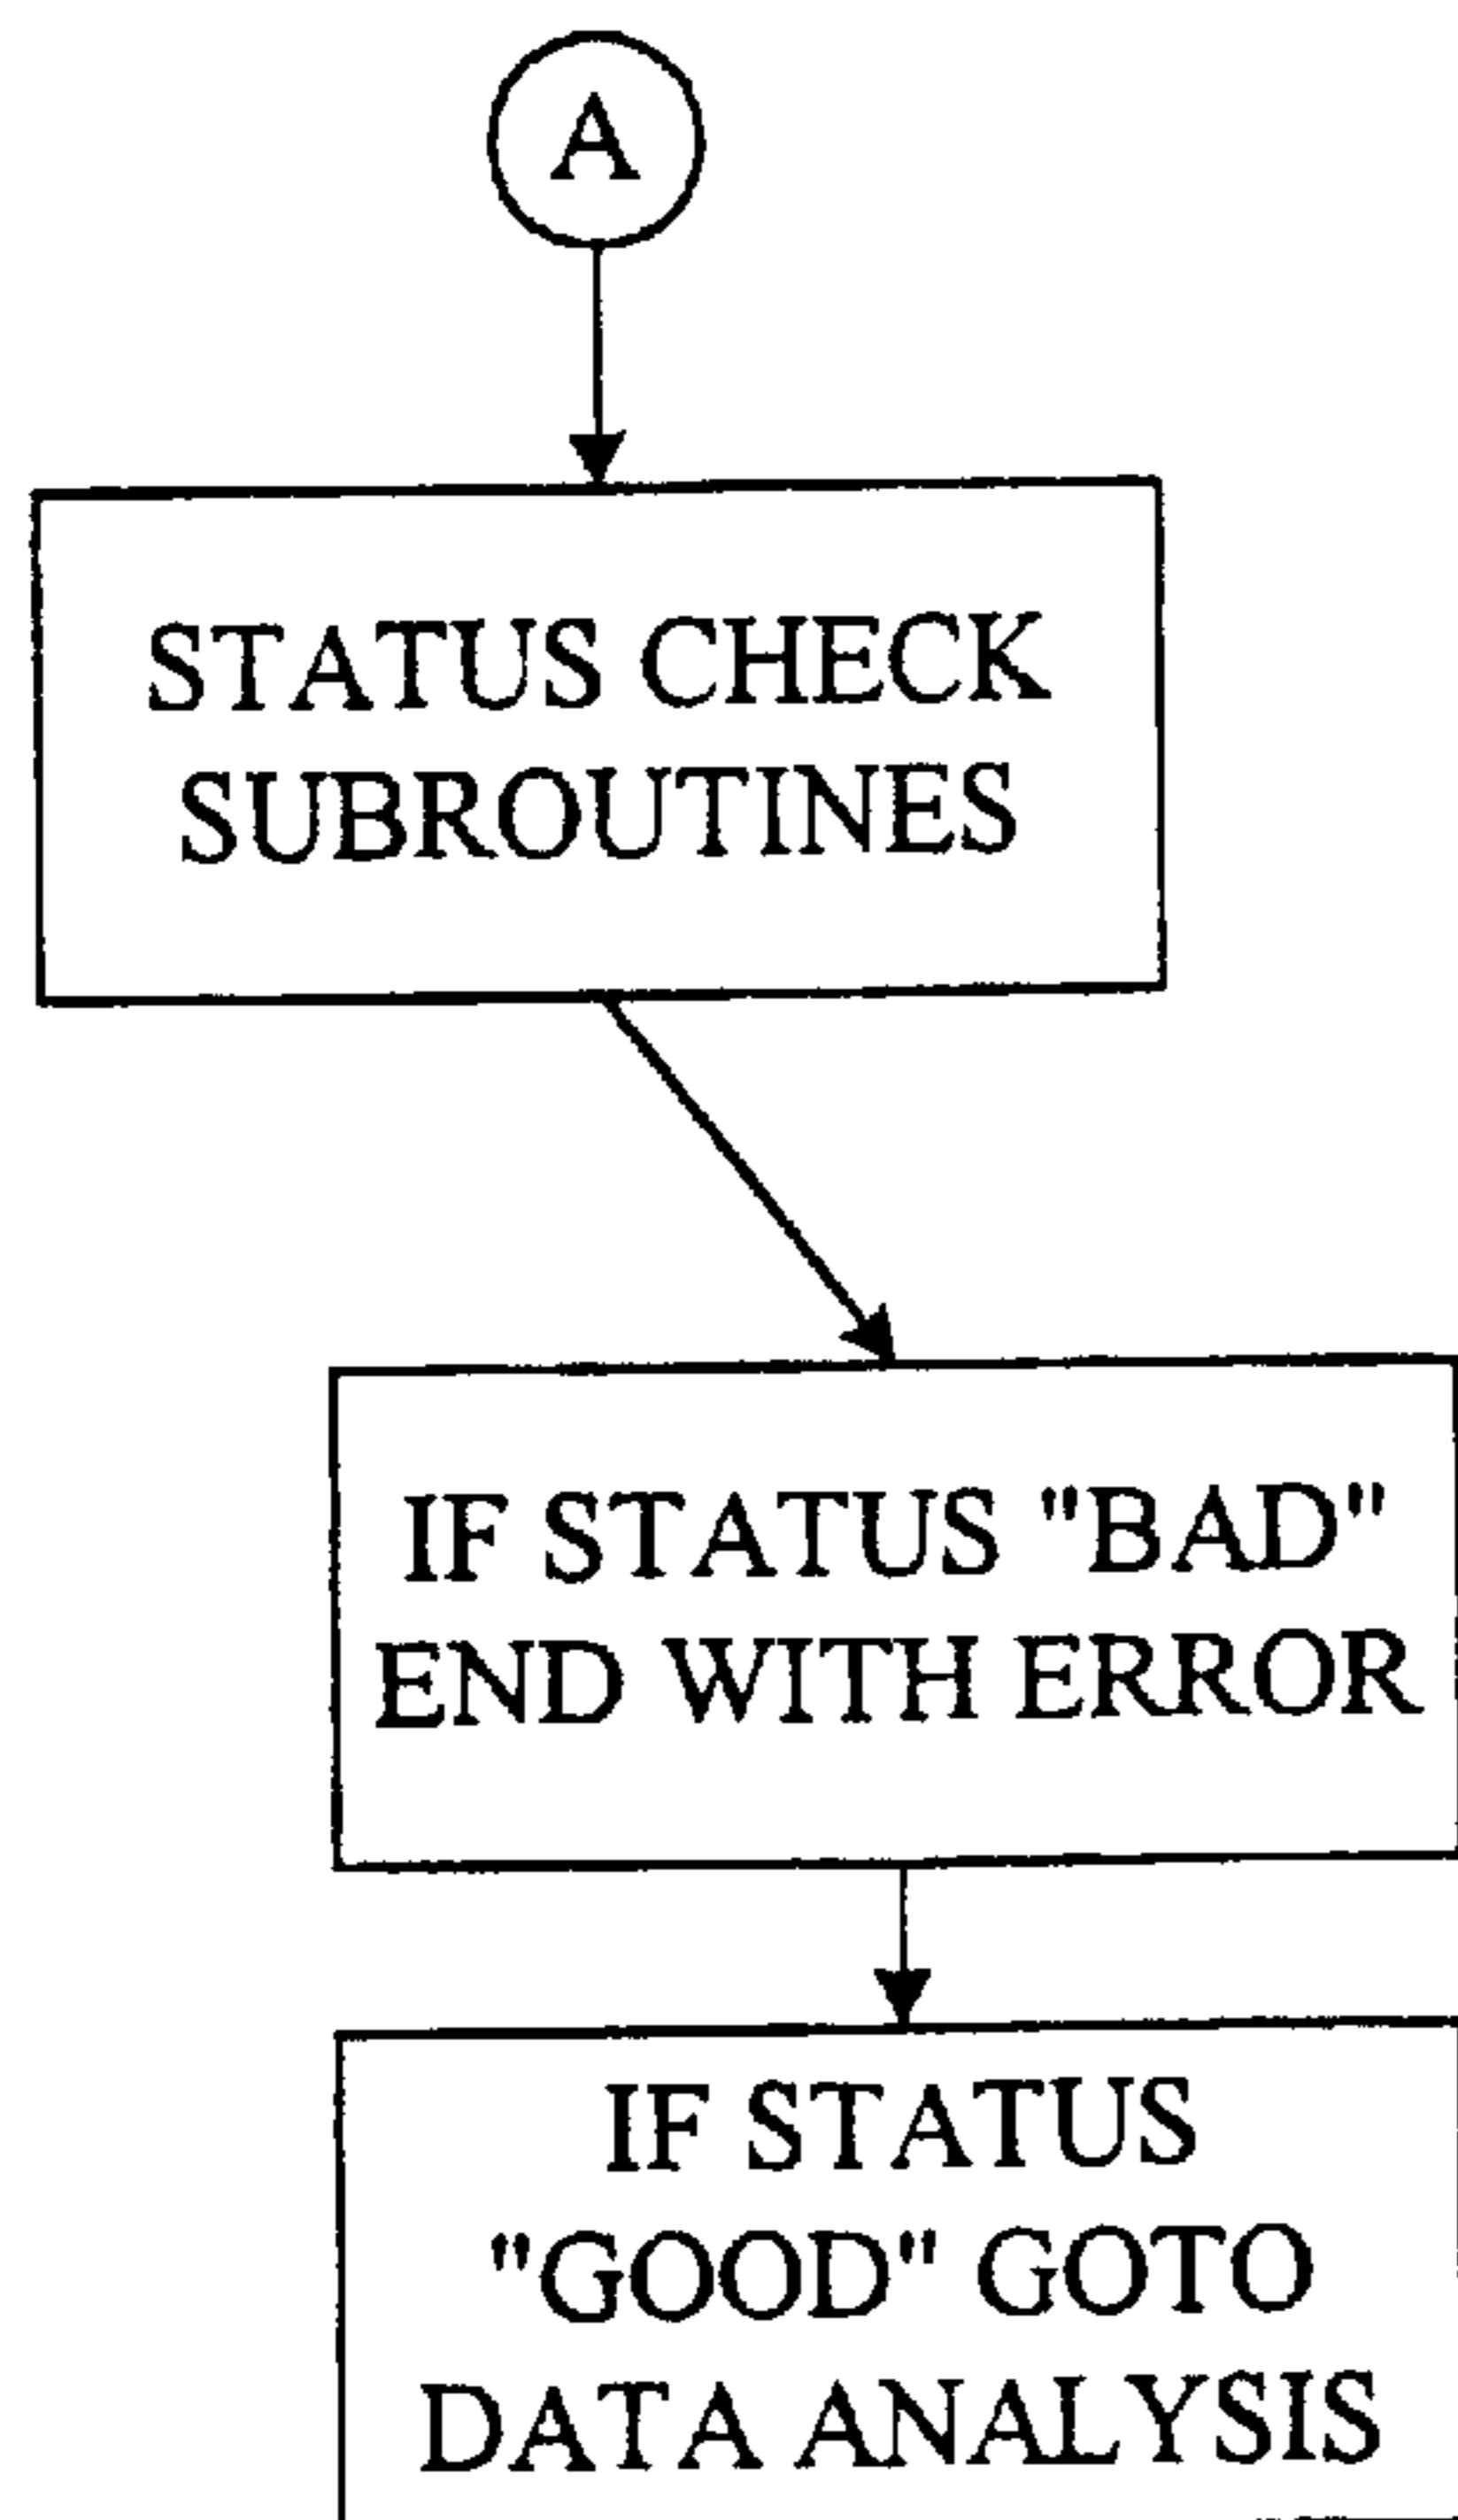 A
STATUS CHECK
SUBROUTINES
IF STATUS "BAD"
END WITH ERROR
IF STATUS
"GOOD" GOTO
DATA ANALYSIS